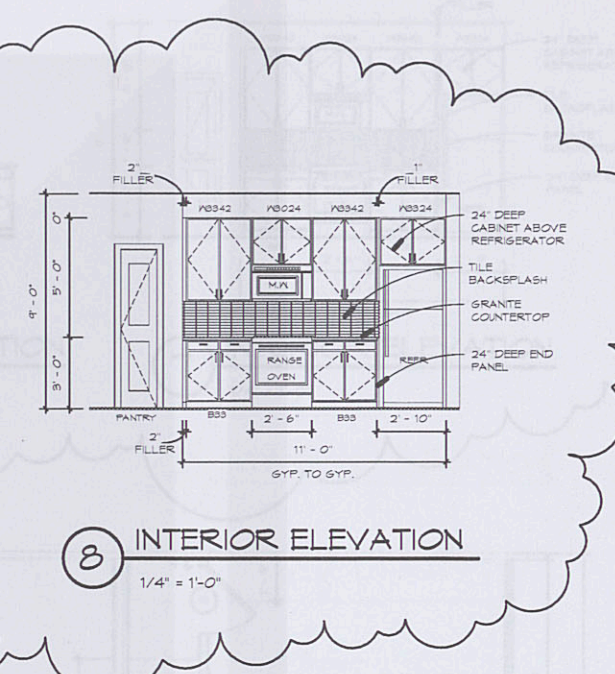 2"
FILLER
1"
FILLER
W3342
W3024
W3342
W3324
24" DEEP
CABINET ABOVE
REFRIGERATOR
TILE
BACKSPLASH
GRANITE
COUNTERTOP
24" DEEP END
PANEL
9' - 0"
5' - 0"
3' - 0"
M.W.
RANGE
OVEN
REFR
PANTRY
B33
2' - 6"
B33
2' - 10"
2"
FILLER
11' - 0"
GYP. TO GYP.
8
INTERIOR ELEVATION
1/4" = 1'-0"